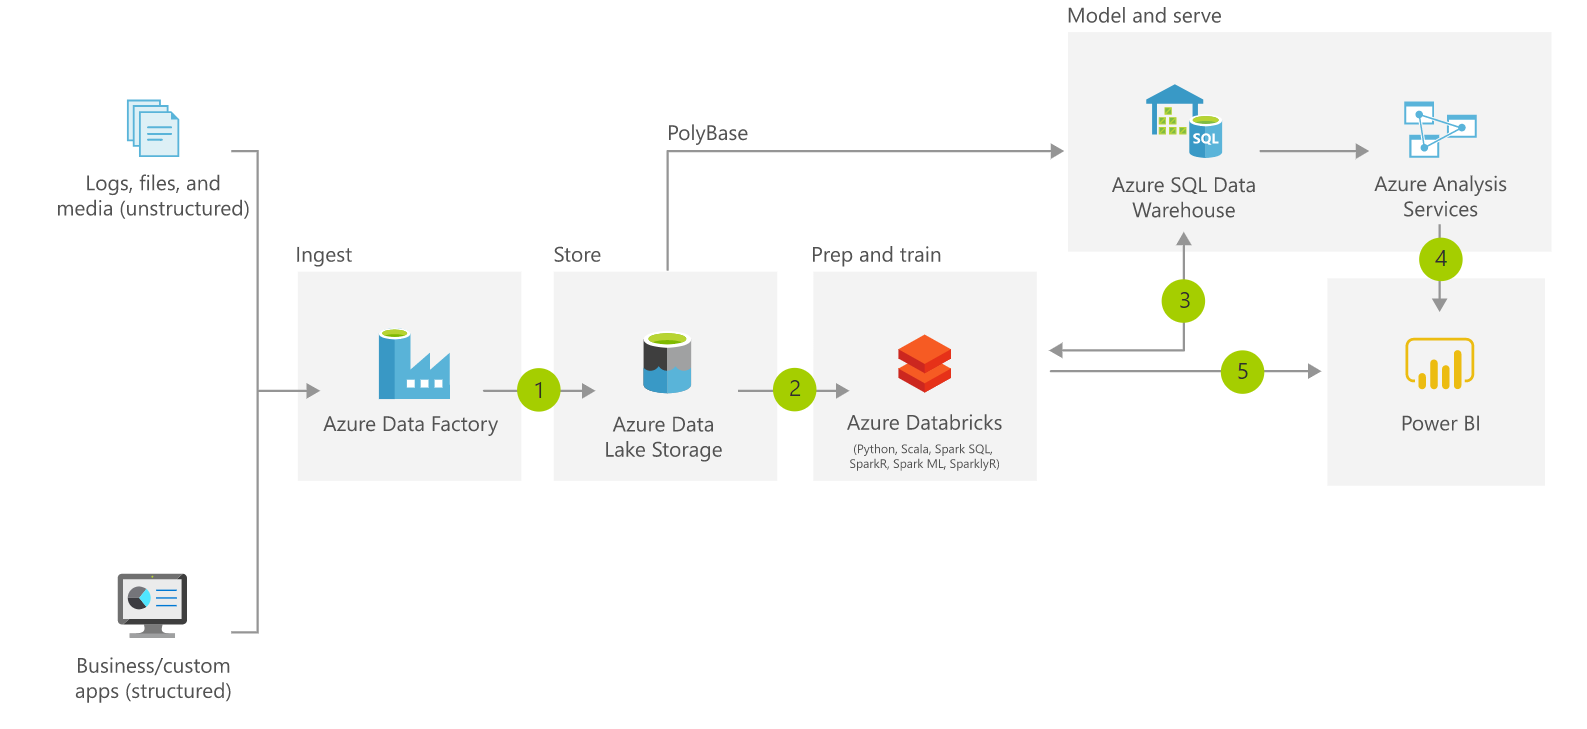 Model and serve
SQL
PolyBase
Logs, files, and
media (unstructured)
Azure SQL Data
Warehouse
Azure Analysis
Services
Ingest
Store
Prep and train
4
3
5
1
2
Azure Data Factory
Azure Data
Lake Storage
Azure Databricks
(Python, Scala, Spark SQL,
SparkR, Spark ML, SparklyR)
Power BI
Business/custom
apps (structured)